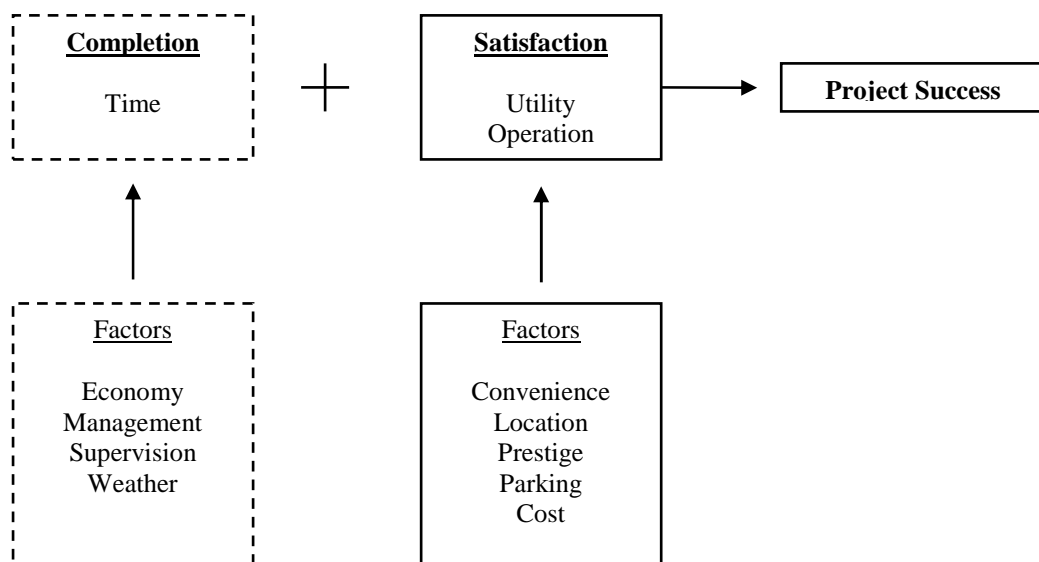 Completion
Time
Satisfaction
Utility
Operation
Project Success
Factors
Economy
Management
Supervision
Weather
Factors
Convenience
Location
Prestige
Parking
Cost